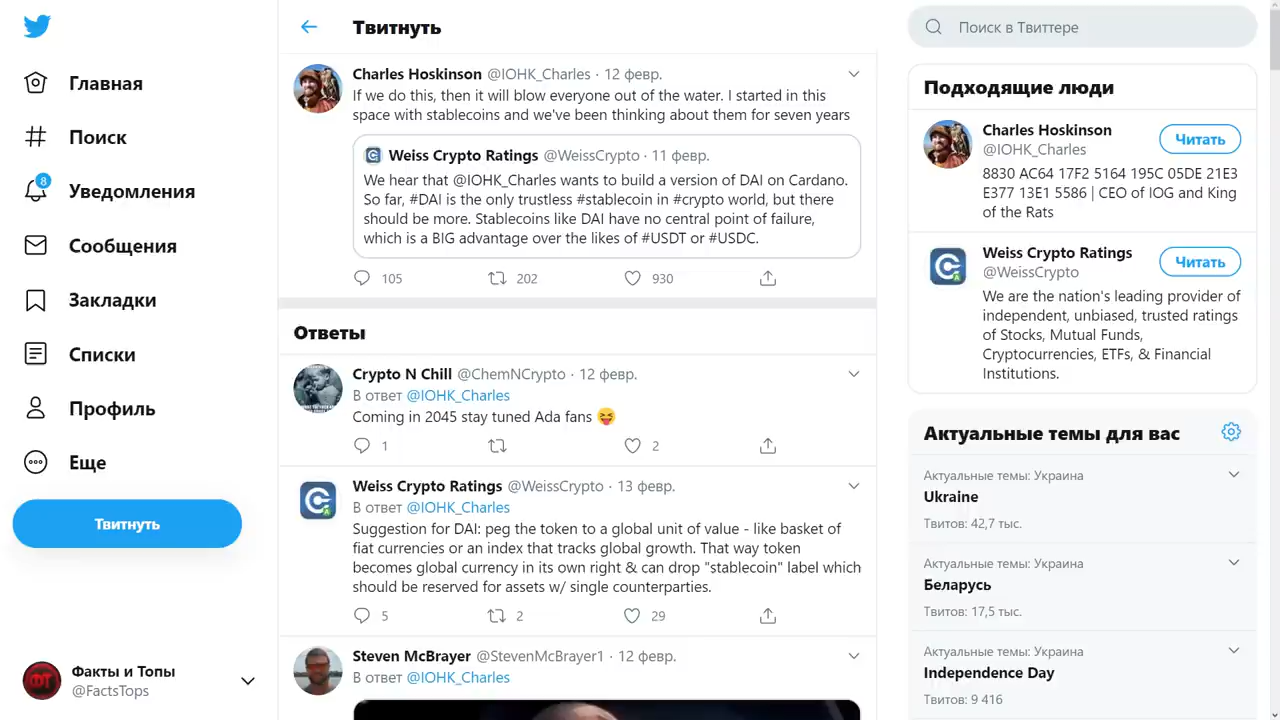 Твитнуть
Поиск в Твиттере
Главная
Поиск
8
Уведомления
Сообщения
Закладки
Списки
Профиль
Еще
Твитнуть
ФТ
Факты и Топы
@FactsTops
Charles Hoskinson @IOHK_Charles · 12 февр.
If we do this, then it will blow everyone out of the water. I started in this
space with stablecoins and we've been thinking about them for seven years
Weiss Crypto Ratings @WeissCrypto · 11 февр.
We hear that @IOHK_Charles wants to build a version of DAI on Cardano.
So far, #DAI is the only trustless #stablecoin in #crypto world, but there
should be more. Stablecoins like DAI have no central point of failure,
which is a BIG advantage over the likes of #USDT or #USDC.
105 202 930
Ответы
Crypto N Chill @ChemNCrypto · 12 февр.
В ответ @IOHK_Charles
Coming in 2045 stay tuned Ada fans 😝
1 2
Weiss Crypto Ratings @WeissCrypto · 13 февр.
В ответ @IOHK_Charles
Suggestion for DAI: peg the token to a global unit of value - like basket of
fiat currencies or an index that tracks global growth. That way token
becomes global currency in its own right & can drop "stablecoin" label which
should be reserved for assets w/ single counterparties.
5 2 29
Steven McBrayer @StevenMcBrayer1 · 12 февр.
В ответ @IOHK_Charles
Подходящие люди
Charles Hoskinson
@IOHK_Charles
Читать
8830 AC64 17F2 5164 195C 05DE 21E3
E377 13E1 5586 | CEO of IOG and King
of the Rats
Weiss Crypto Ratings
@WeissCrypto
Читать
We are the nation's leading provider of
independent, unbiased, trusted ratings
of Stocks, Mutual Funds,
Cryptocurrencies, ETFs, & Financial
Institutions.
Актуальные темы для вас
Актуальные темы: Украина
Ukraine
Твитов: 42,7 тыс.
Актуальные темы: Украина
Беларусь
Твитов: 17,5 тыс.
Актуальные темы: Украина
Independence Day
Твитов: 9 416